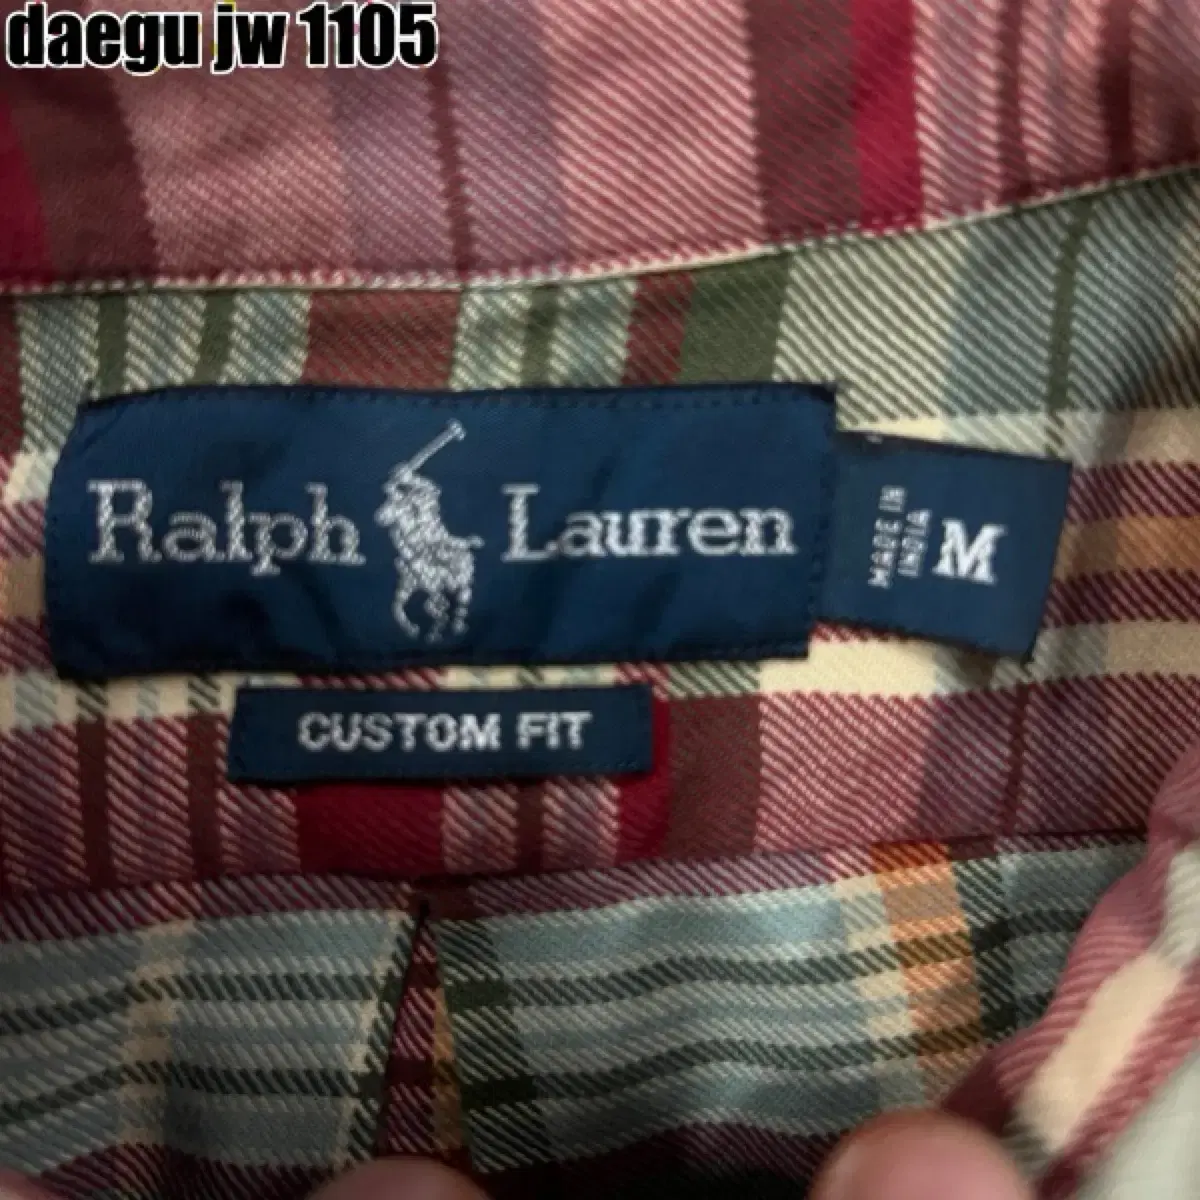 daegu jw 1105
Ralph Lauren
MADE IN
INDIA
M
CUSTOM FIT